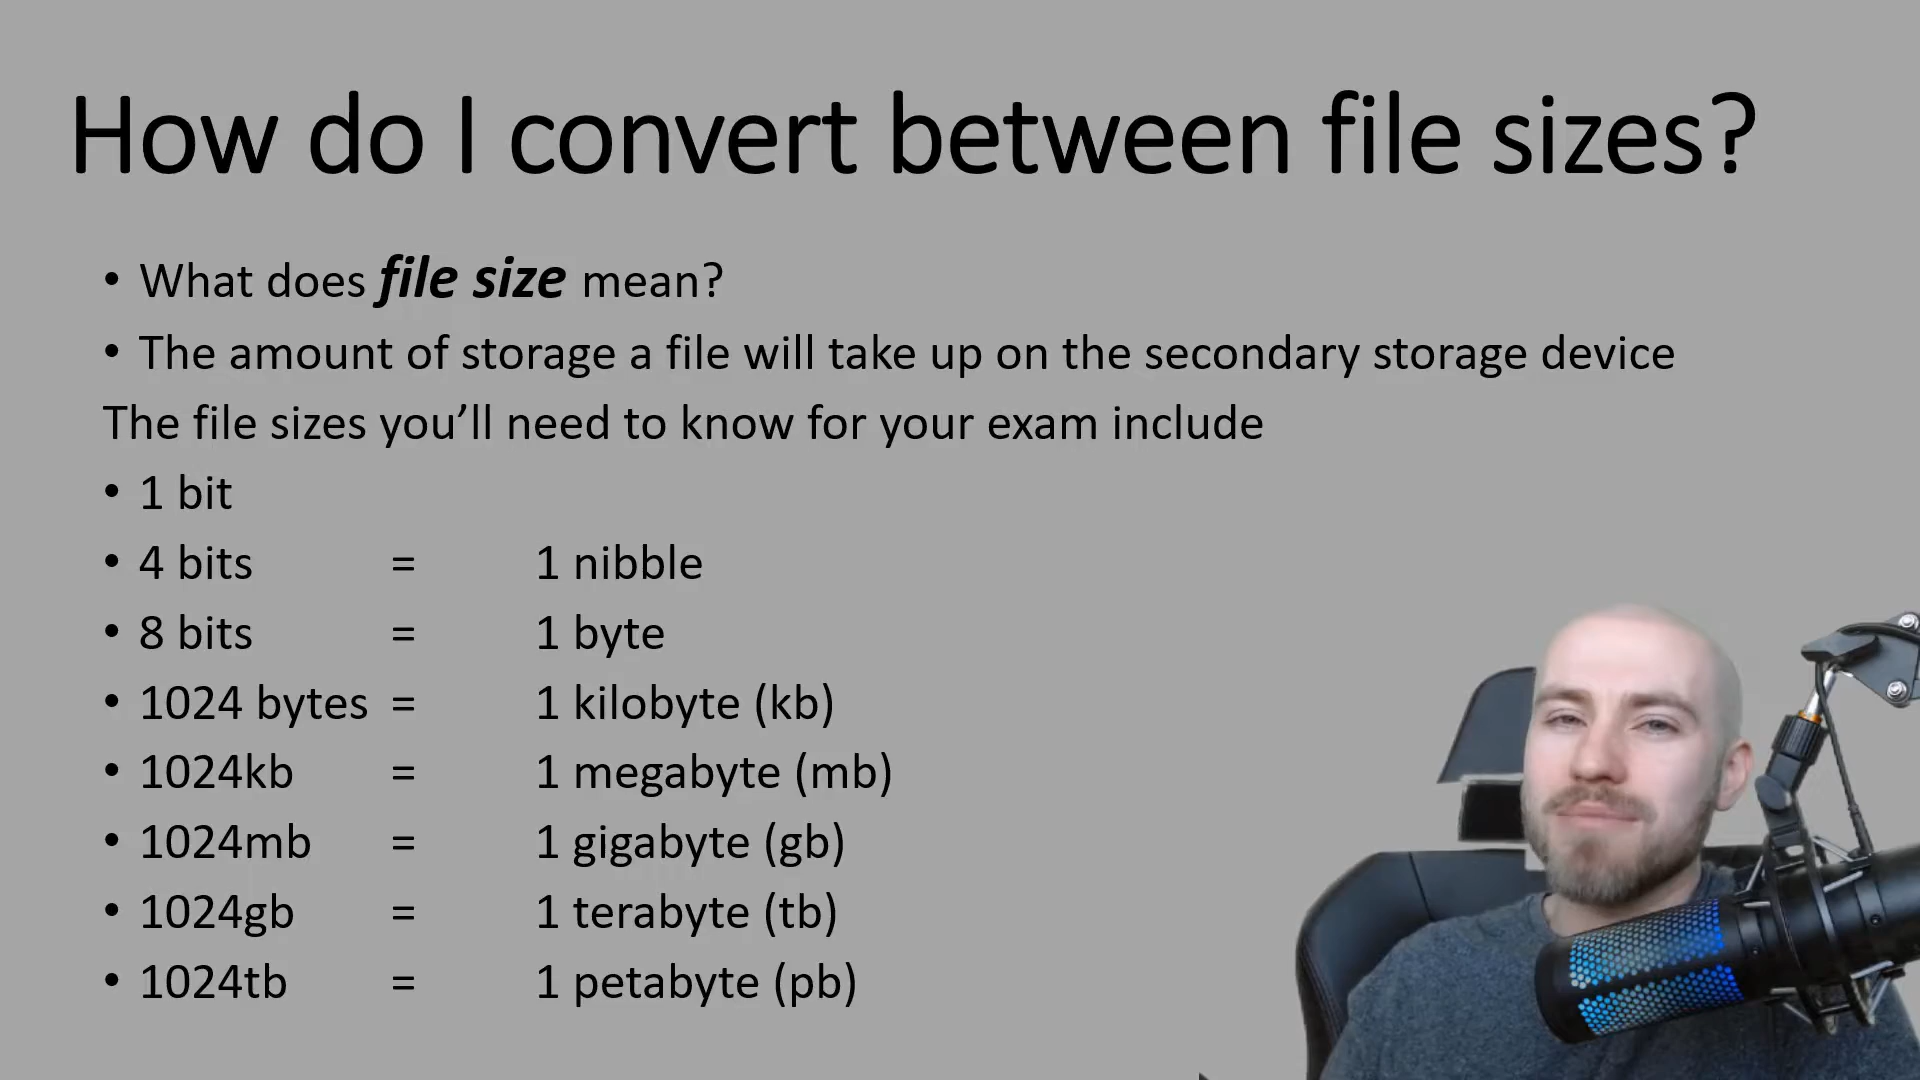 How do I convert between file sizes?
• What does file size mean?
• The amount of storage a file will take up on the secondary storage device
The file sizes you’ll need to know for your exam include
• 1 bit
• 4 bits = 1 nibble
• 8 bits = 1 byte
• 1024 bytes = 1 kilobyte (kb)
• 1024kb = 1 megabyte (mb)
• 1024mb = 1 gigabyte (gb)
• 1024gb = 1 terabyte (tb)
• 1024tb = 1 petabyte (pb)